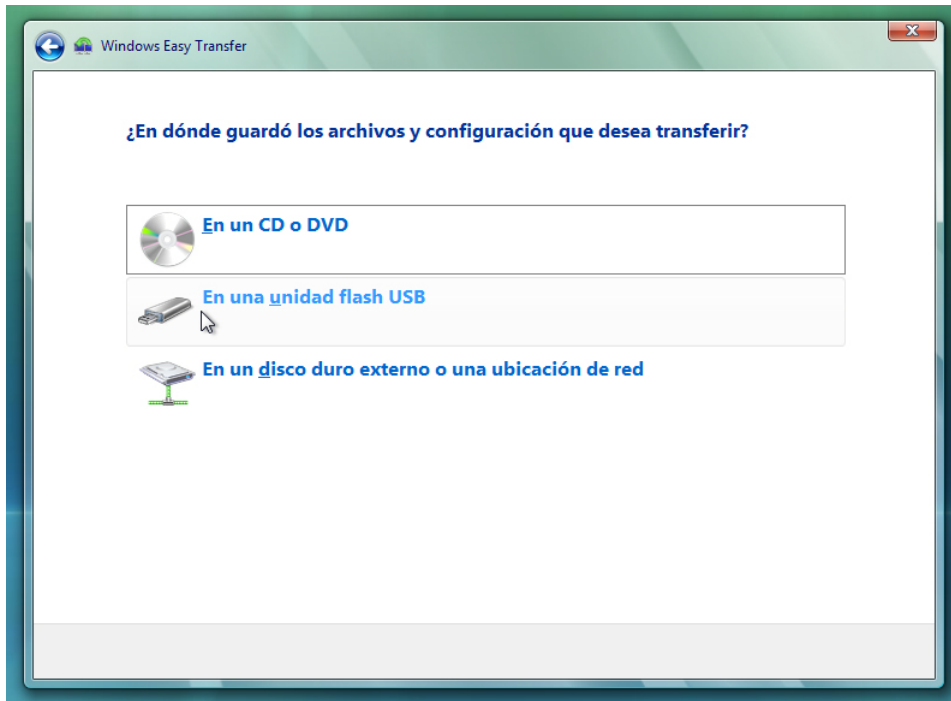 Windows Easy Transfer
¿En dónde guardó los archivos y configuración que desea transferir?
En un CD o DVD
En una unidad flash USB
En un disco duro externo o una ubicación de red